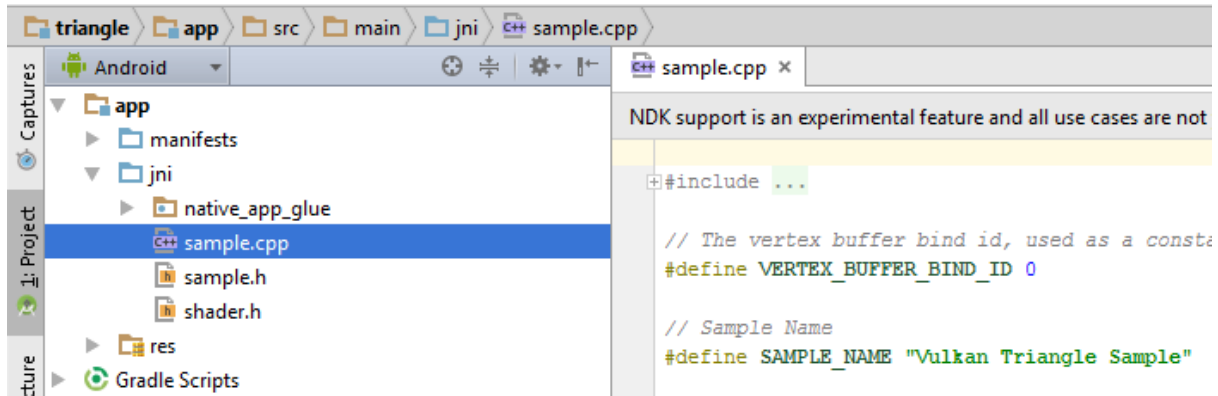 triangle app src main jni sample.cpp
Captures
1: Project
Android
app
manifests
jni
native_app_glue
sample.cpp
sample.h
shader.h
res
Gradle Scripts
sample.cpp
NDK support is an experimental feature and all use cases are not
#include ...
// The vertex buffer bind id, used as a consta
#define VERTEX_BUFFER_BIND_ID 0
// Sample Name
#define SAMPLE_NAME "Vulkan Triangle Sample"